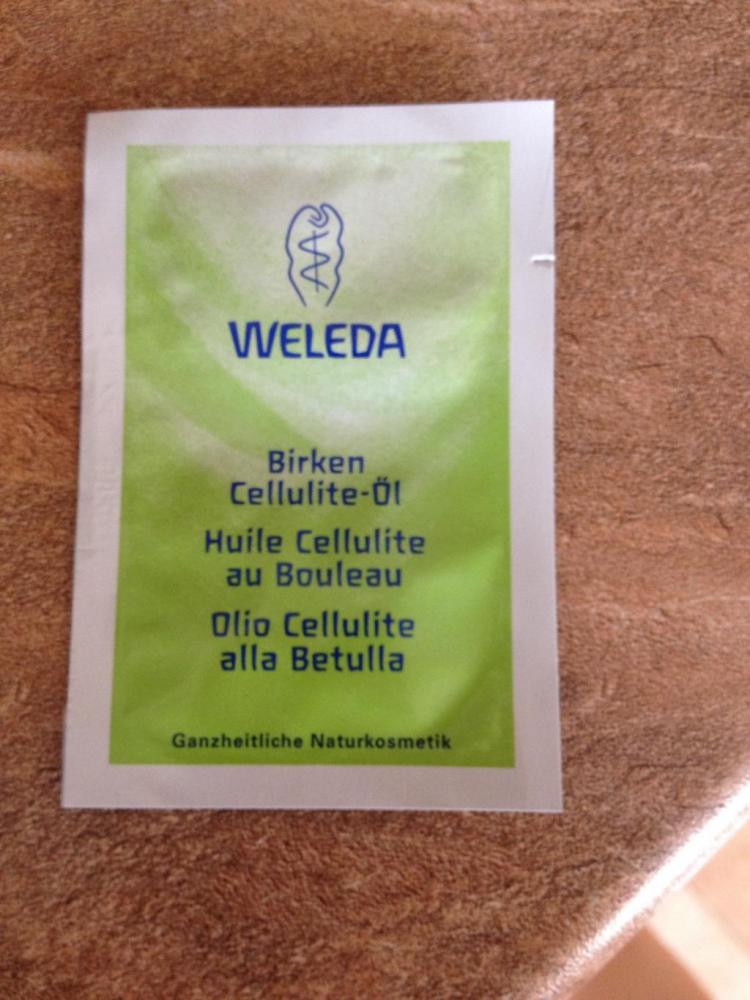 WELEDA
Birken
Cellulite-Öl
Huile Cellulite
au Bouleau
Olio Cellulite
alla Betulla
Ganzheitliche Naturkosmetik